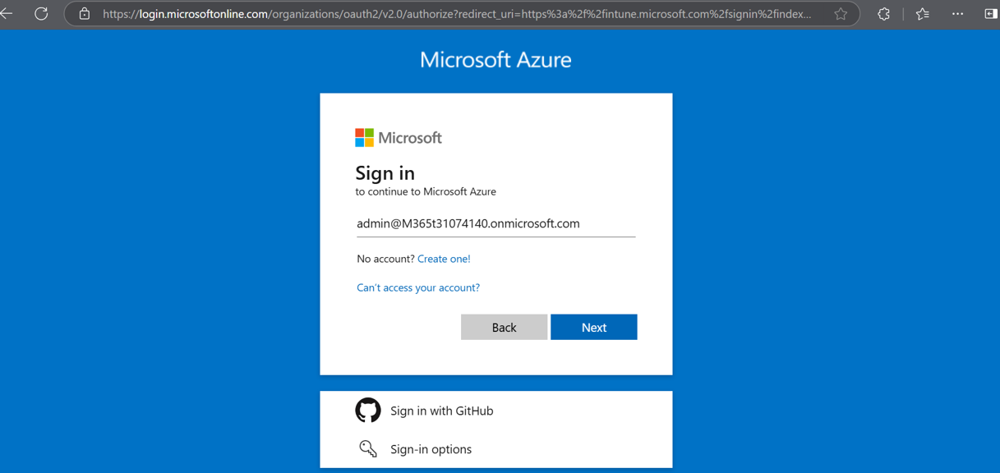 https://login.microsoftonline.com/organizations/oauth2/v2.0/authorize?redirect_uri=https%3a%2f%2fintune.microsoft.com%2fsignin%2findex...
Microsoft Azure
Microsoft
Sign in
to continue to Microsoft Azure
admin@M365t31074140.onmicrosoft.com
No account? Create one!
Can't access your account?
Back Next
Sign in with GitHub
Sign-in options